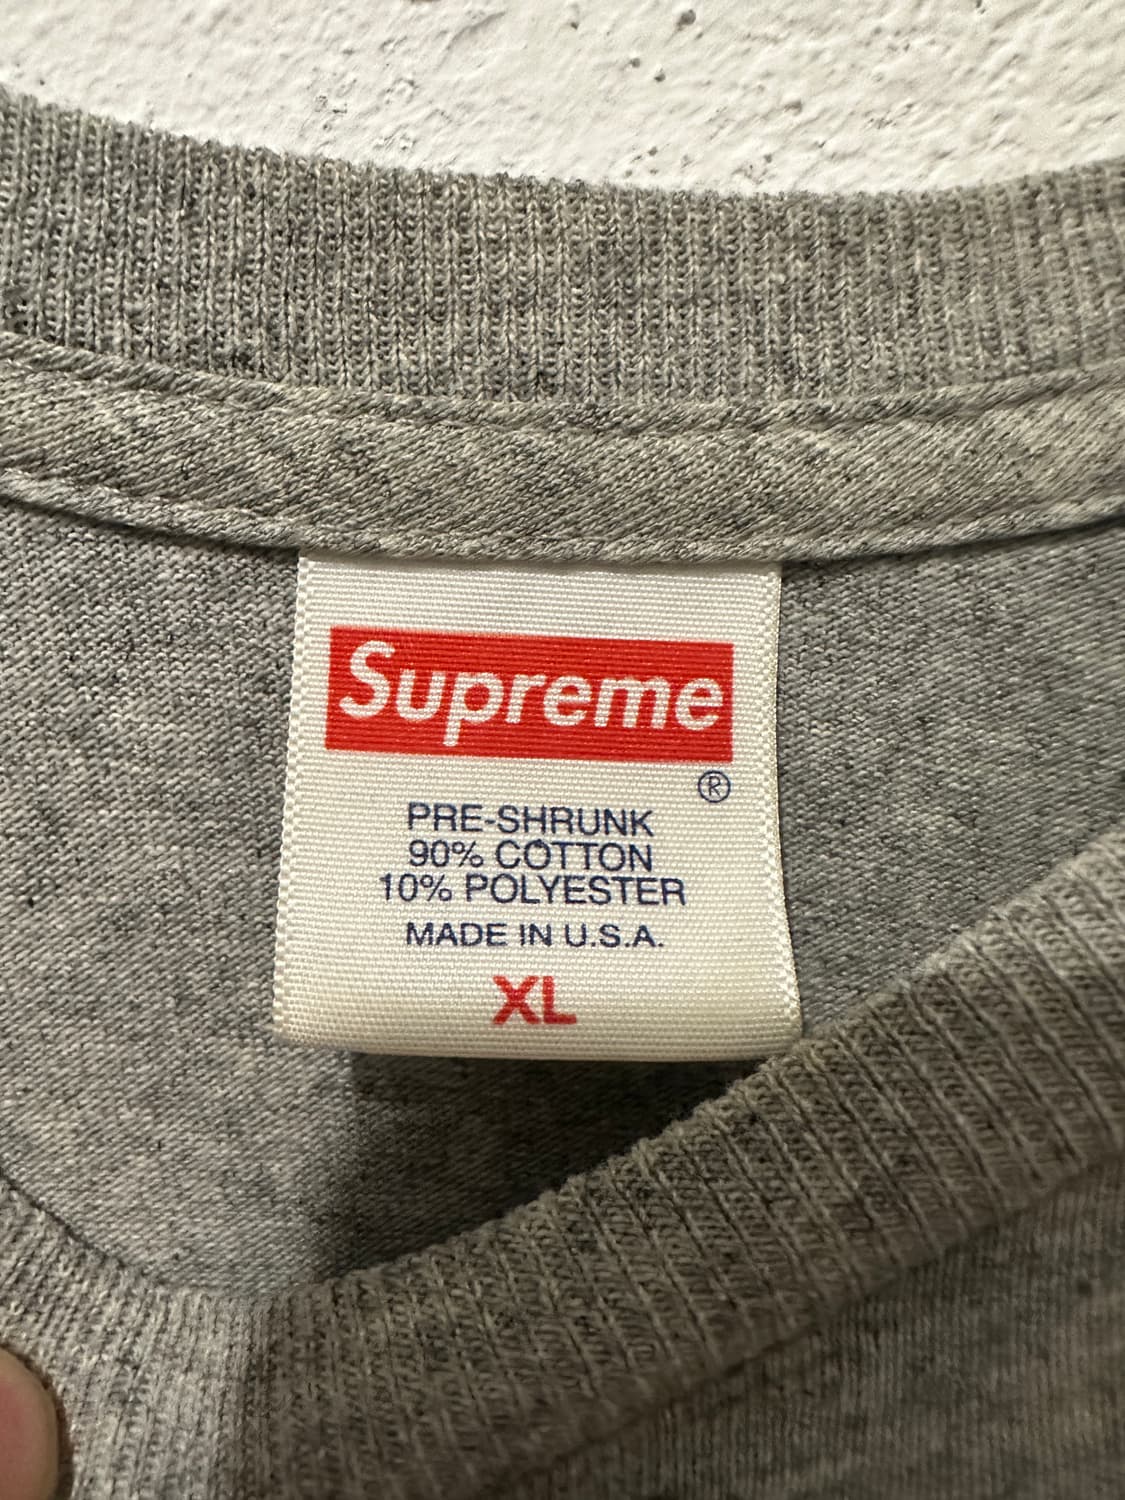 Supreme
®
PRE-SHRUNK
90% COTTON
10% POLYESTER
MADE IN U.S.A.
XL